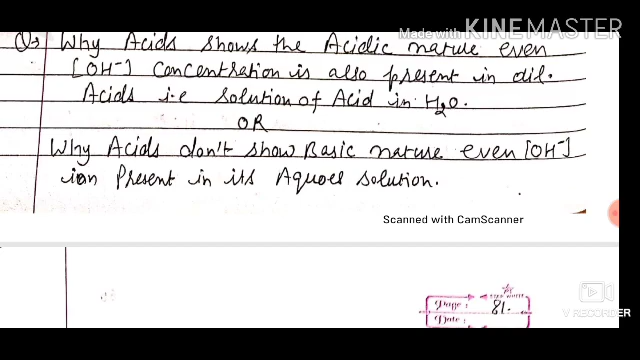 Made with KINEMASTER
Q→ Why Acids shows the Acidic nature even
[OH⁻] Concentration is also present in dil.
Acids i.e solution of Acid in H₂O.
OR
Why Acids don't show Basic nature even [OH⁻]
ion Present in its Aquoes solution.
Scanned with CamScanner
Page: 81.
Date:
V RECORDER